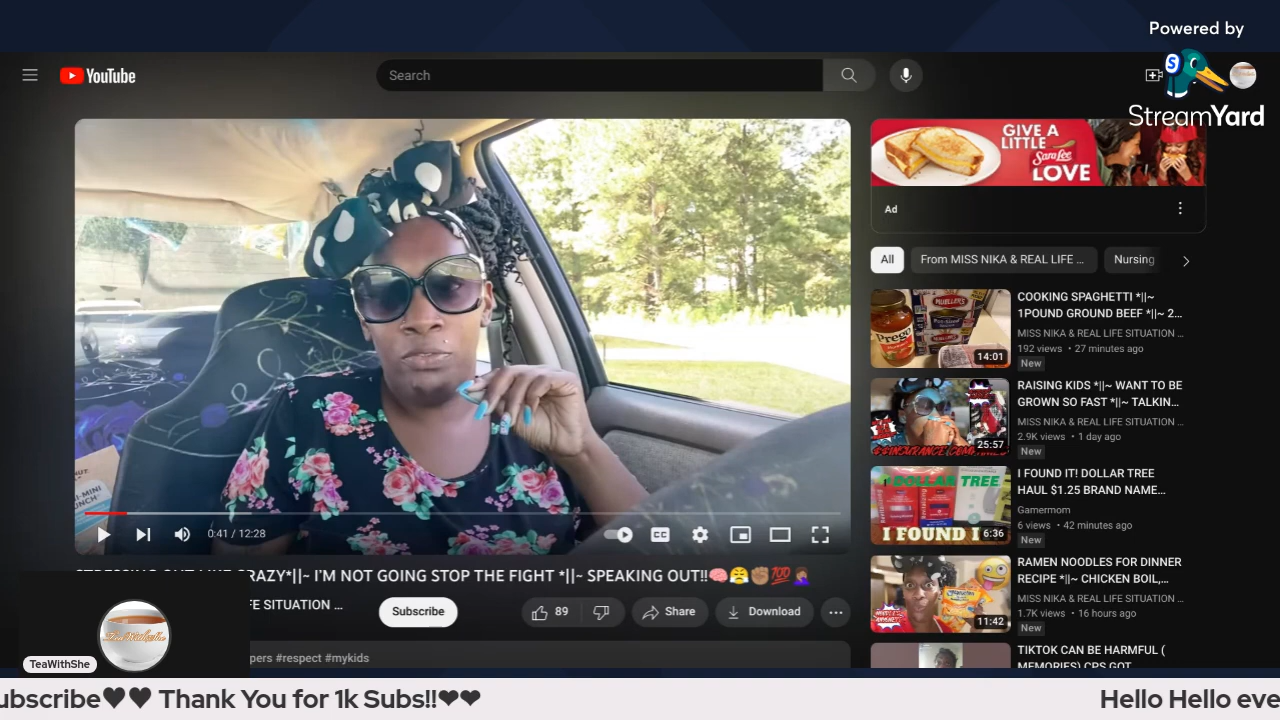 Powered by
StreamYard
YouTube
Search
GIVE A
LITTLE
Sara Lee
LOVE
Ad
All
From MISS NIKA & REAL LIFE ...
Nursing
0:41 / 12:28
CRAZY*||~ I'M NOT GOING STOP THE FIGHT *||~ SPEAKING OUT!!🧠😤✊🏾💯🤦🏾‍♀️
FE SITUATION ...
Subscribe
89
Share
Download
pers #respect #mykids
TeaWithShe
COOKING SPAGHETTI *||~
1POUND GROUND BEEF *||~ 2...
MISS NIKA & REAL LIFE SITUATION ...
192 views • 27 minutes ago
New
MUELLER'S
Prego
14:01
RAISING KIDS *||~ WANT TO BE
GROWN SO FAST *||~ TALKIN...
MISS NIKA & REAL LIFE SITUATION ...
2.9K views • 1 day ago
New
25:57
I FOUND IT! DOLLAR TREE
HAUL $1.25 BRAND NAME...
Gamermom
6 views • 42 minutes ago
New
DOLLAR TREE
I FOUND I
6:36
RAMEN NOODLES FOR DINNER
RECIPE *||~ CHICKEN BOIL,...
MISS NIKA & REAL LIFE SITUATION ...
1.7K views • 16 hours ago
New
11:42
TIKTOK CAN BE HARMFUL (
MEMORIES) CPS GOT
ubscribe♥♥ Thank You for 1k Subs!!❤❤
Hello Hello eve